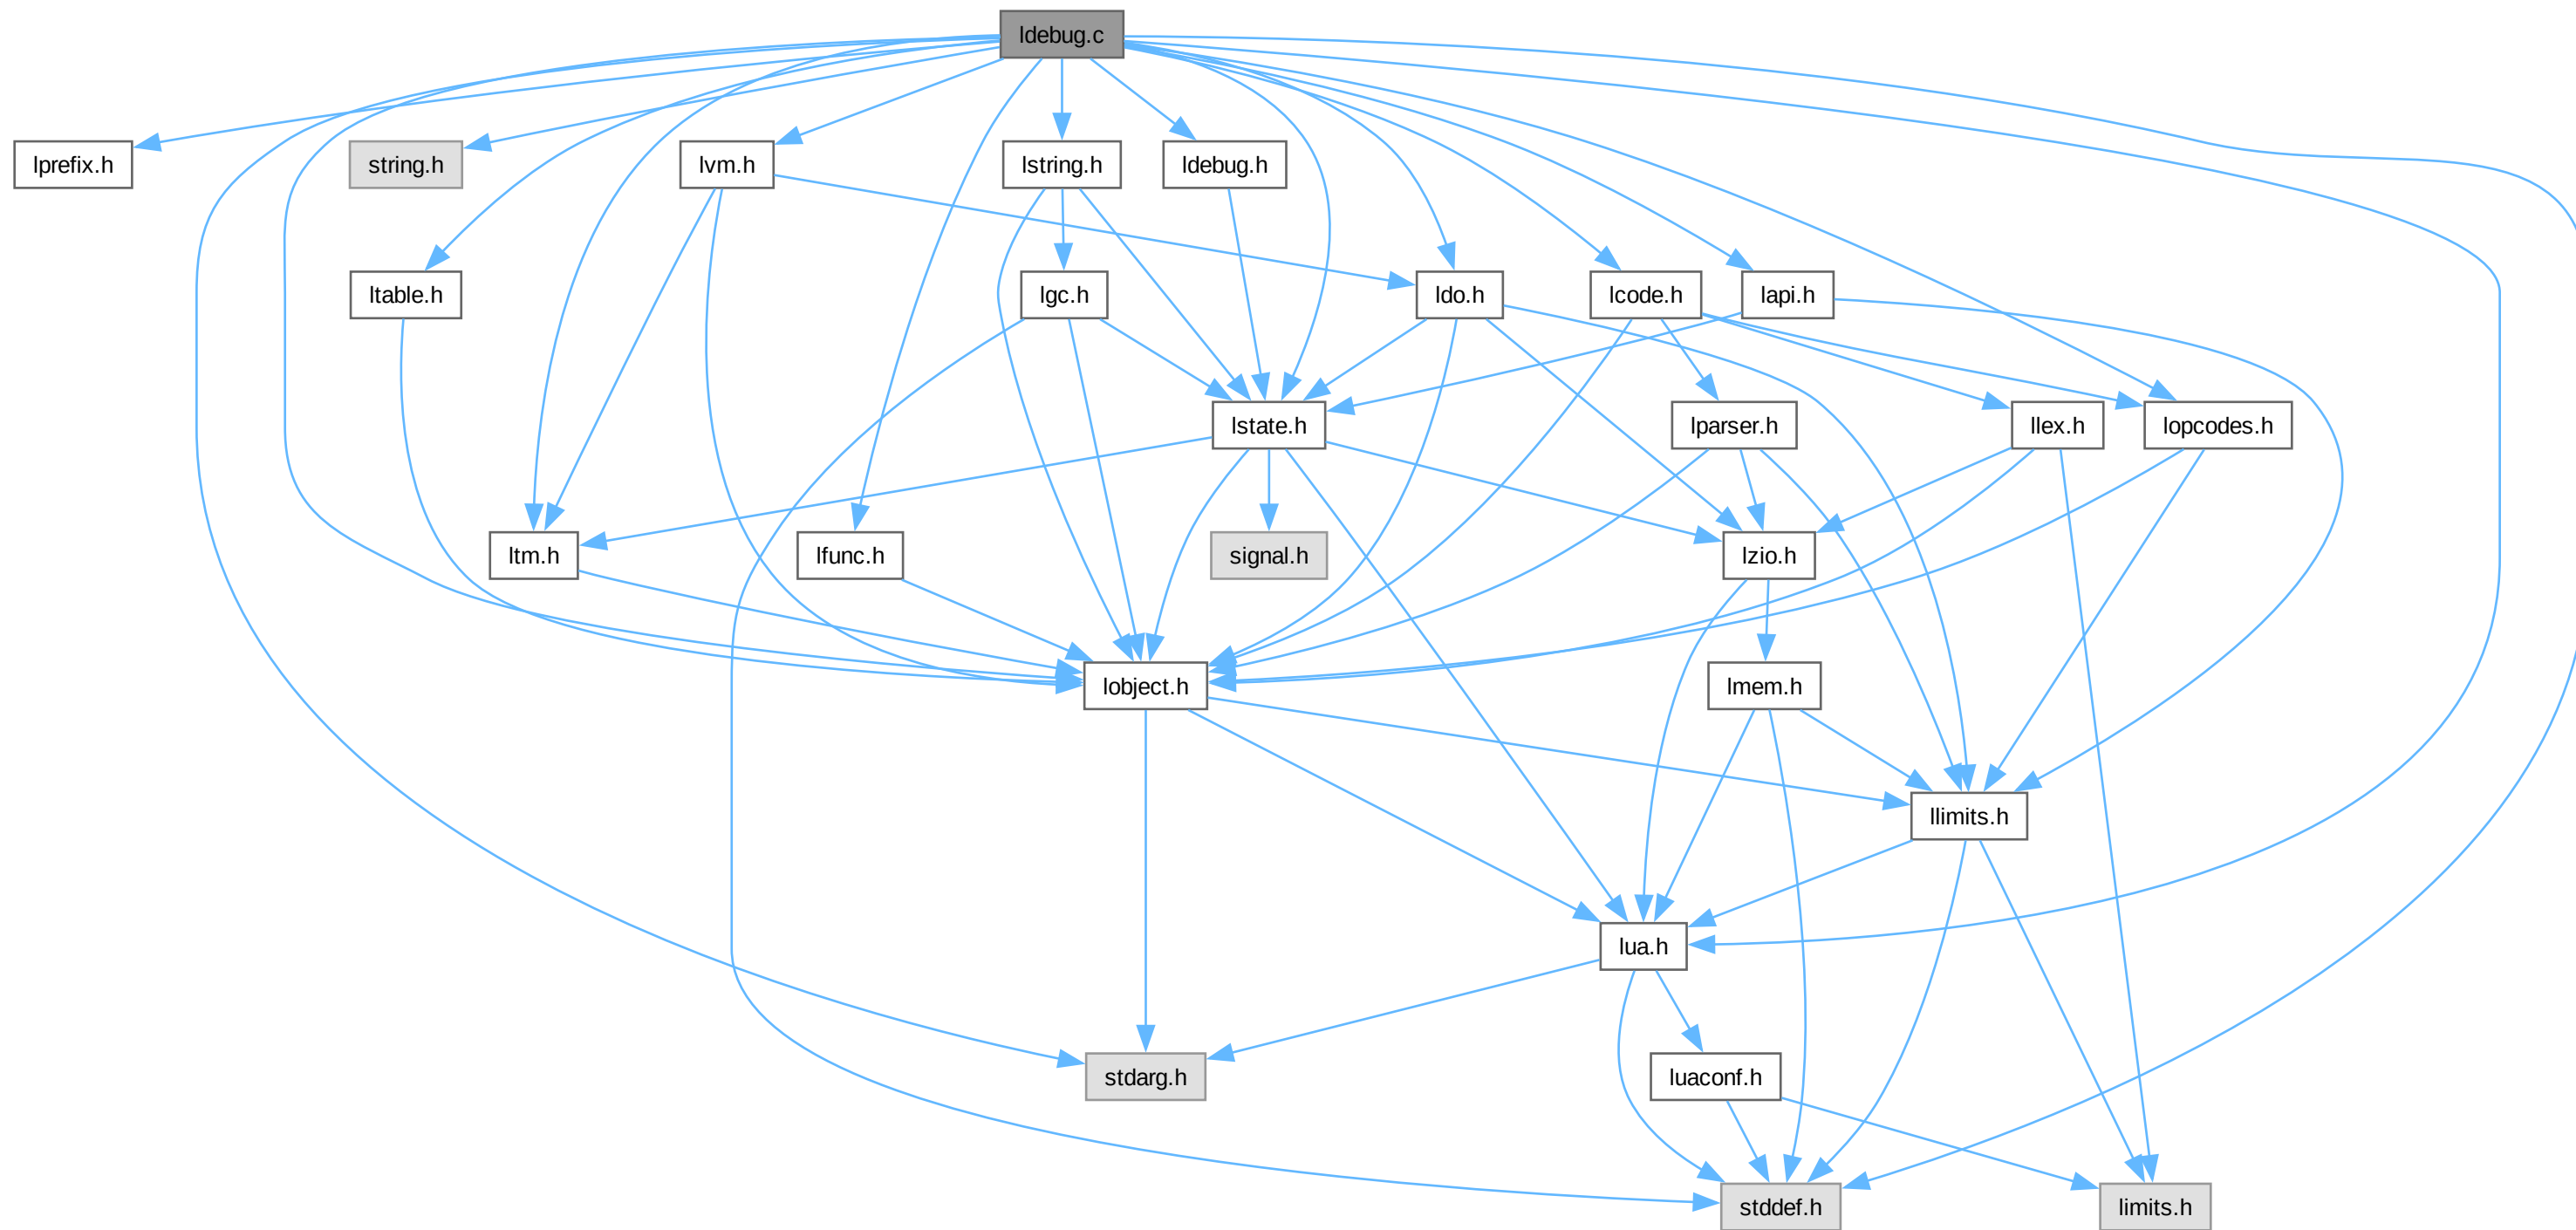 ldebug.c
lprefix.h
string.h
lvm.h
lstring.h
ldebug.h
ltable.h
lgc.h
ldo.h
lcode.h
lapi.h
lstate.h
lparser.h
llex.h
lopcodes.h
ltm.h
lfunc.h
signal.h
lzio.h
lobject.h
lmem.h
llimits.h
lua.h
stdarg.h
luaconf.h
stddef.h
limits.h